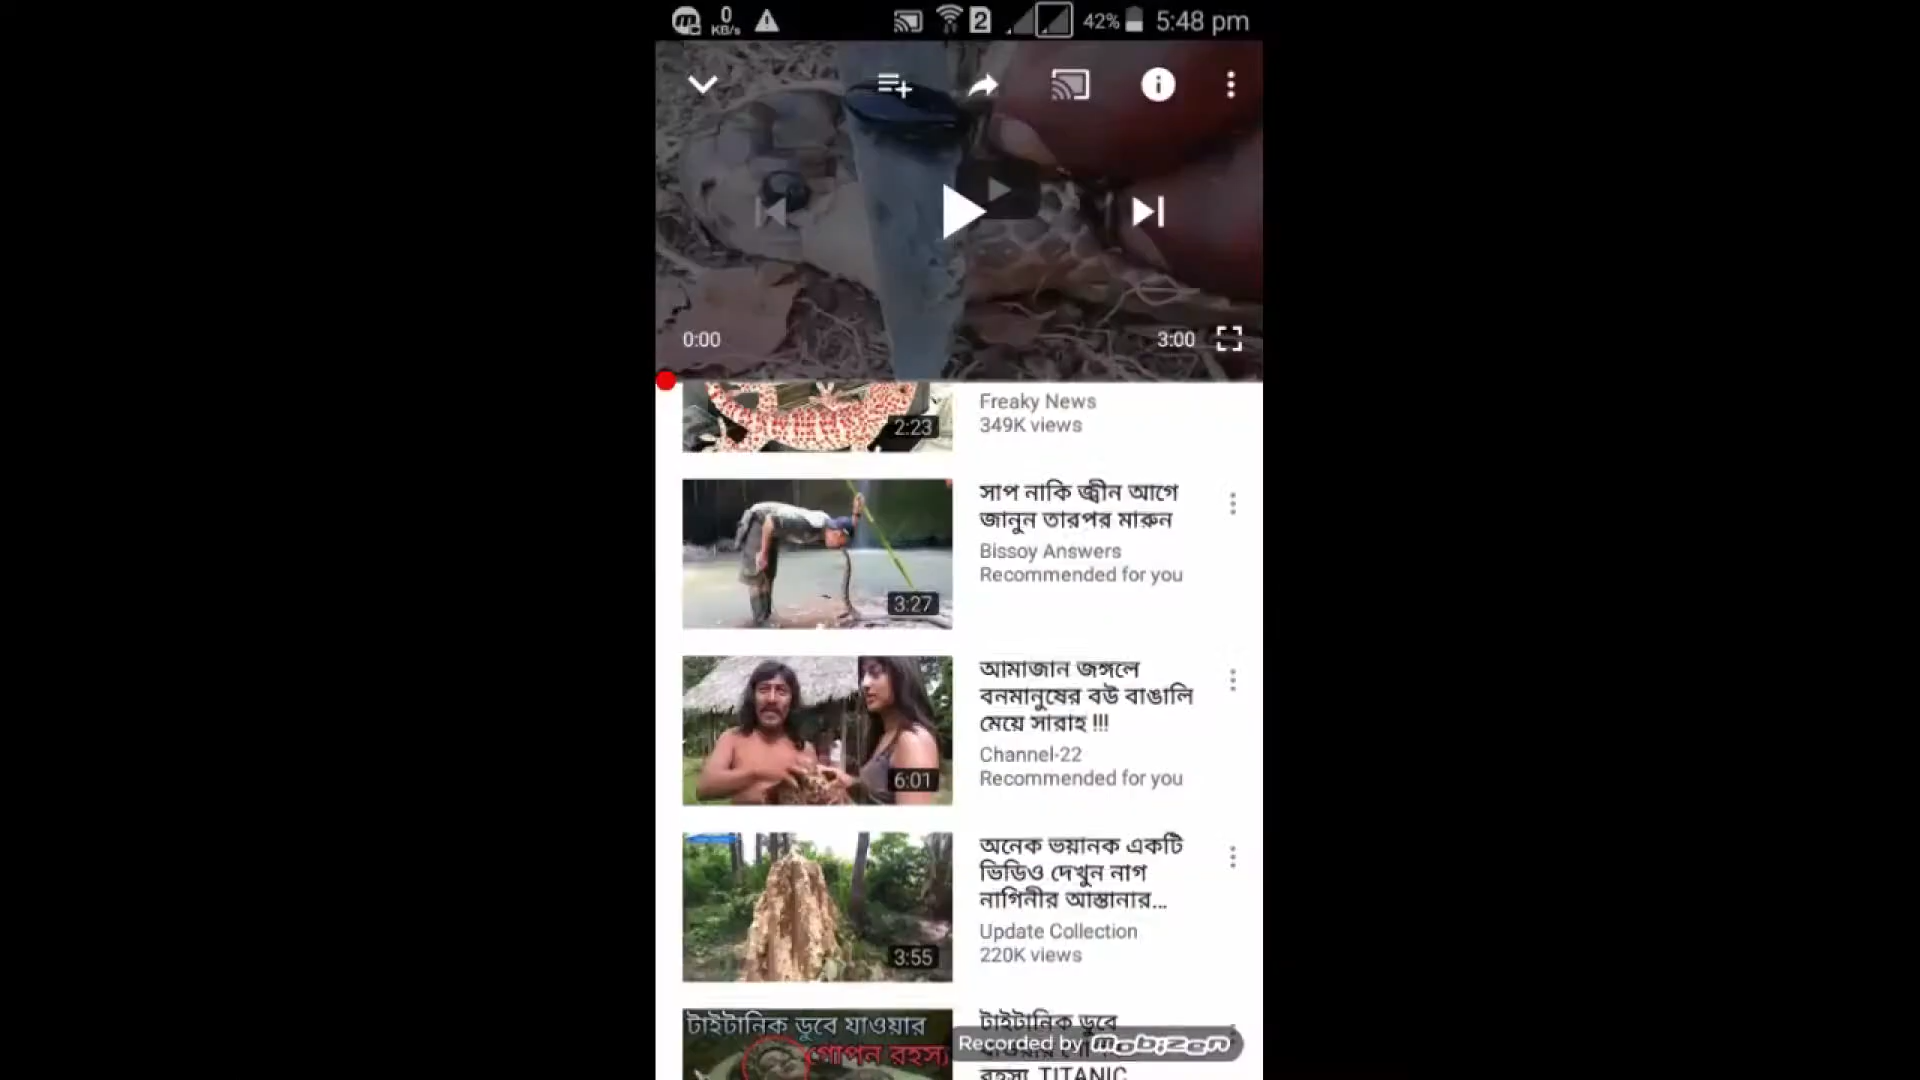 0
KB/s
2
42%
5:48 pm
0:00
3:00
2:23
Freaky News
349K views
সাপ নাকি জ্বীন আগে
জানুন তারপর মারুন
Bissoy Answers
Recommended for you
3:27
আমাজান জঙ্গলে
বনমানুষের বউ বাঙালি
মেয়ে সারাহ !!!
Channel-22
Recommended for you
6:01
অনেক ভয়ানক একটি
ভিডিও দেখুন নাগ
নাগিনীর আস্তানার...
Update Collection
220K views
3:55
টাইটানিক ডুবে যাওয়ার
গোপন রহস্য
টাইটানিক ডুবে
রহস্য TITANIC
Recorded by mobizen